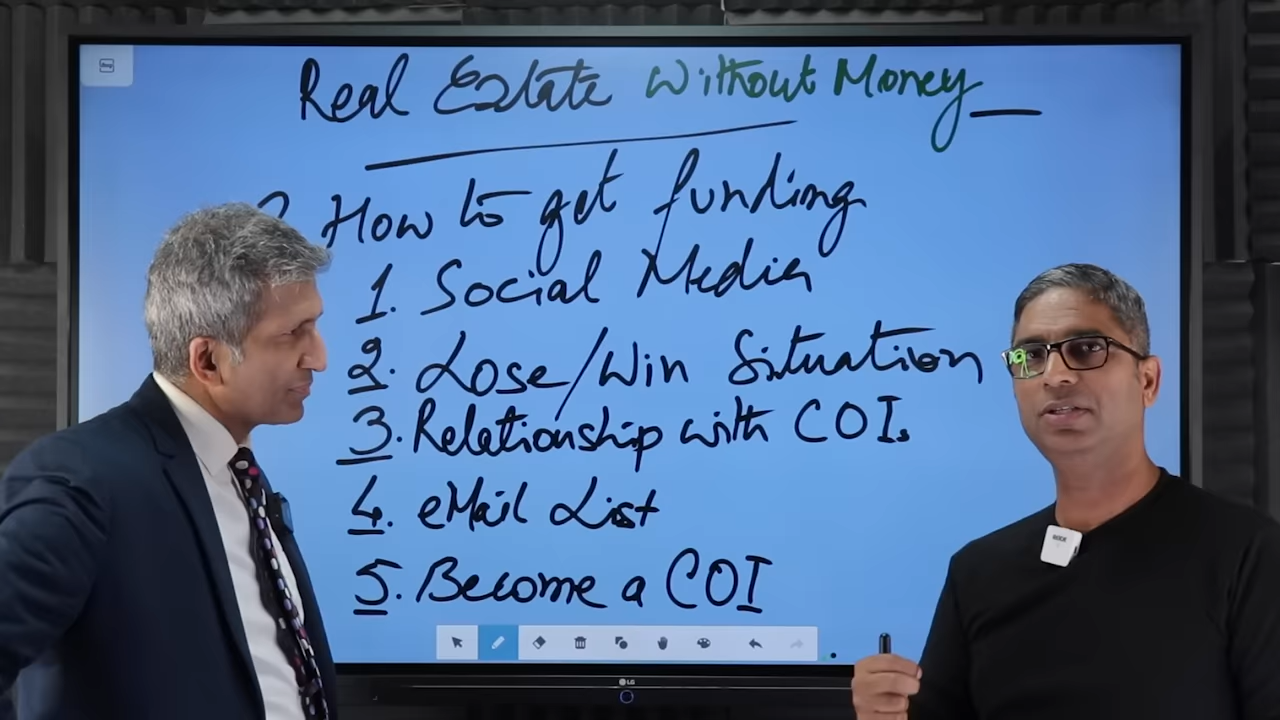 Real Estate Without Money
How to get funding
1. Social Media
2. Lose/Win Situation
3. Relationship with COI.
4. eMail List
5. Become a COI
LG
RODE